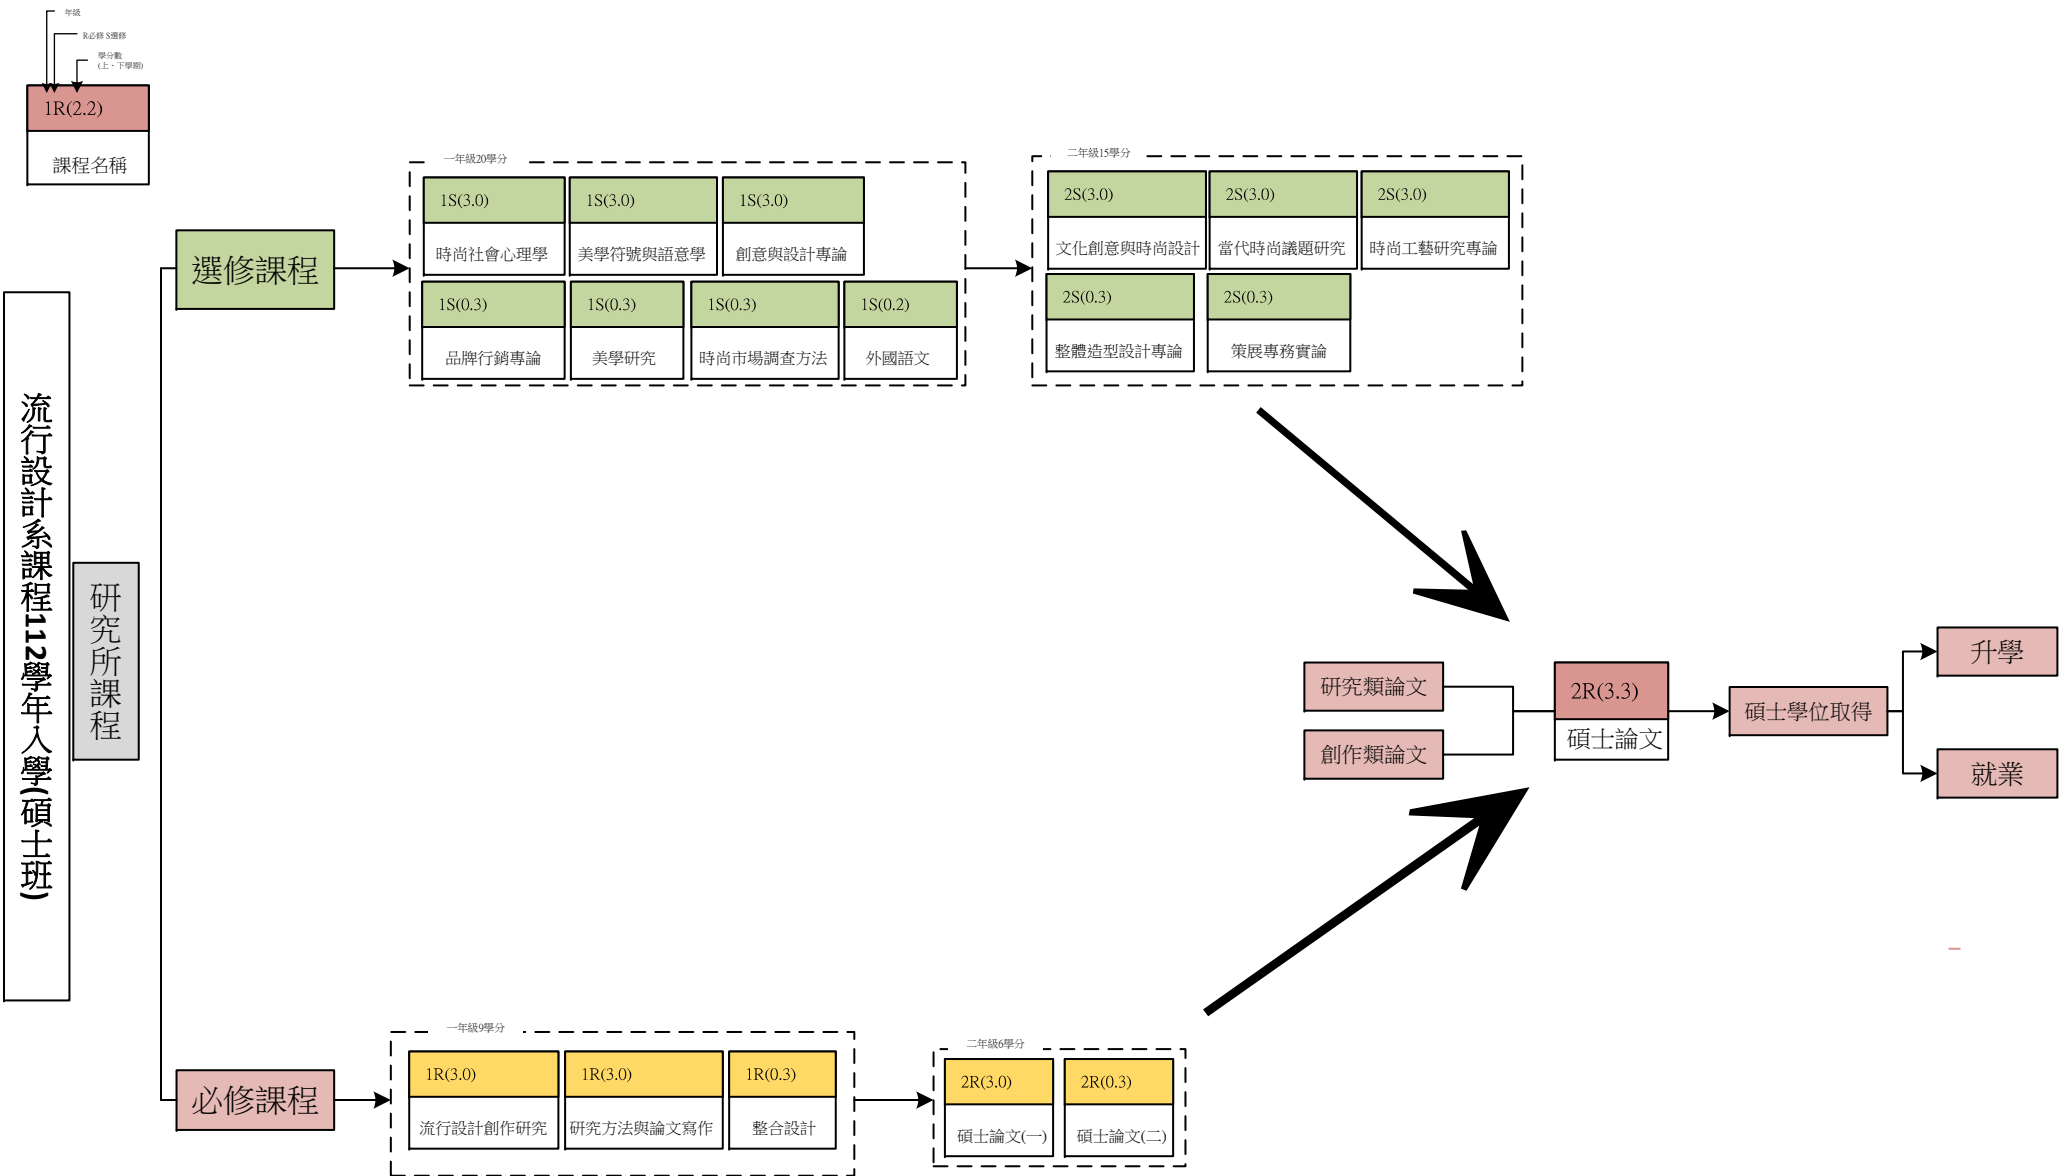 年級
R必修 S選修
學分數
(上、下學期)
1R(2.2)
課程名稱
流行設計系課程112學年入學(碩士班)
研究所課程
選修課程
一年級20學分
1S(3.0)
時尚社會心理學
1S(3.0)
美學符號與語意學
1S(3.0)
創意與設計專論
1S(0.3)
品牌行銷專論
1S(0.3)
美學研究
1S(0.3)
時尚市場調查方法
1S(0.2)
外國語文
二年級15學分
2S(3.0)
文化創意與時尚設計
2S(3.0)
當代時尚議題研究
2S(3.0)
時尚工藝研究專論
2S(0.3)
整體造型設計專論
2S(0.3)
策展專務實論
必修課程
一年級9學分
1R(3.0)
流行設計創作研究
1R(3.0)
研究方法與論文寫作
1R(0.3)
整合設計
二年級6學分
2R(3.0)
碩士論文(一)
2R(0.3)
碩士論文(二)
研究類論文
創作類論文
2R(3.3)
碩士論文
碩士學位取得
升學
就業